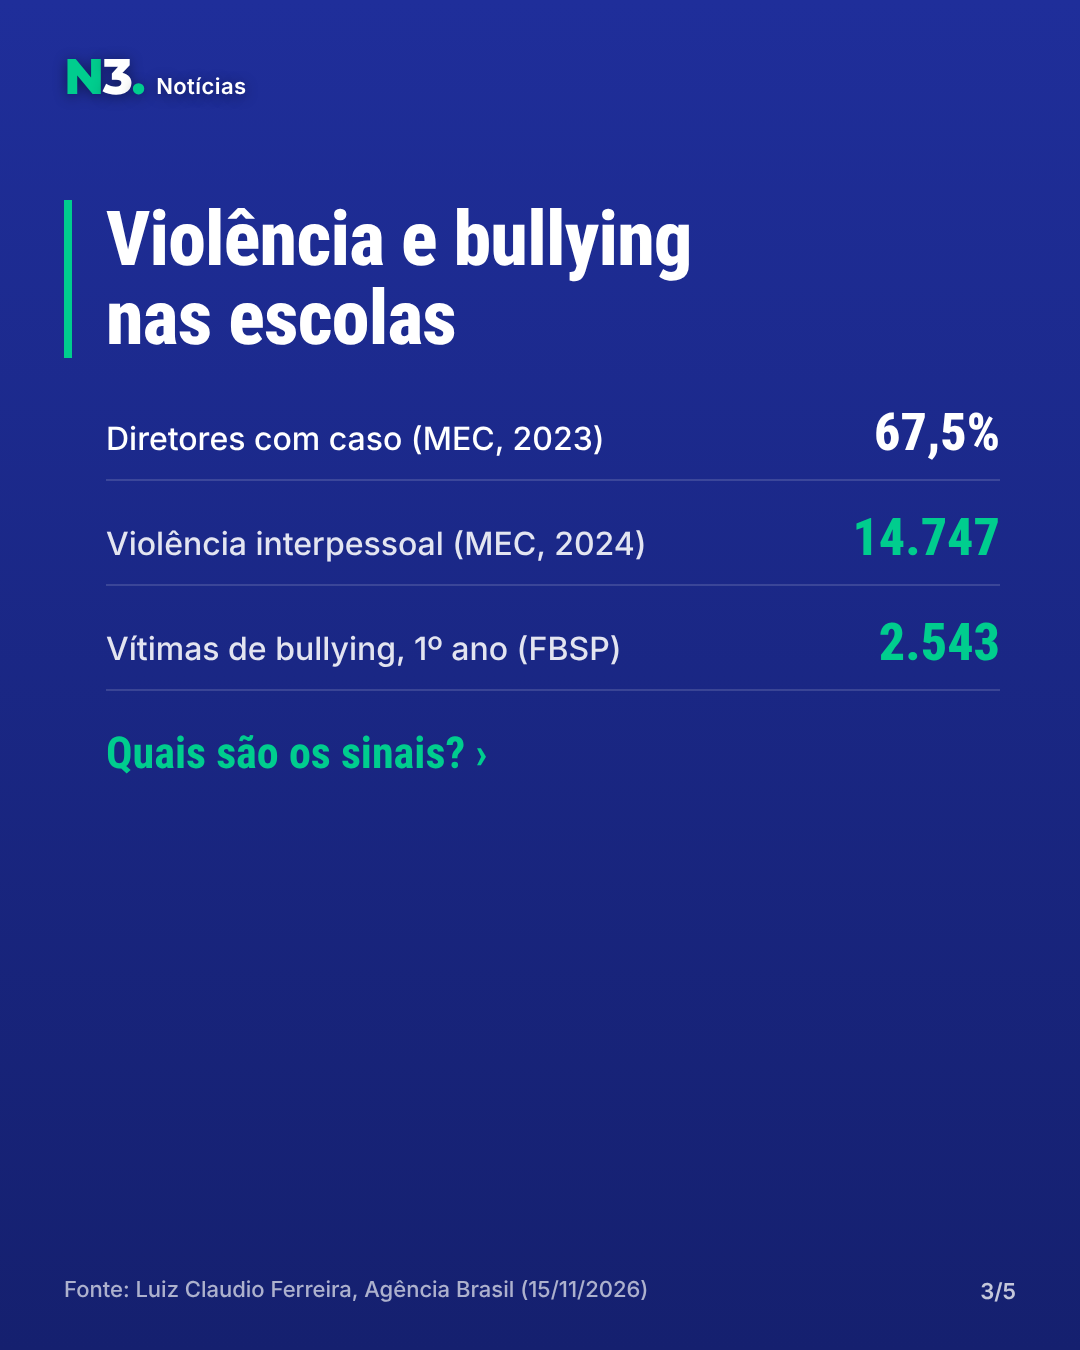 N3. Notícias
Violência e bullying
nas escolas
Diretores com caso (MEC, 2023) 67,5%
Violência interpessoal (MEC, 2024) 14.747
Vítimas de bullying, 1º ano (FBSP) 2.543
Quais são os sinais? ›
Fonte: Luiz Claudio Ferreira, Agência Brasil (15/11/2026) 3/5